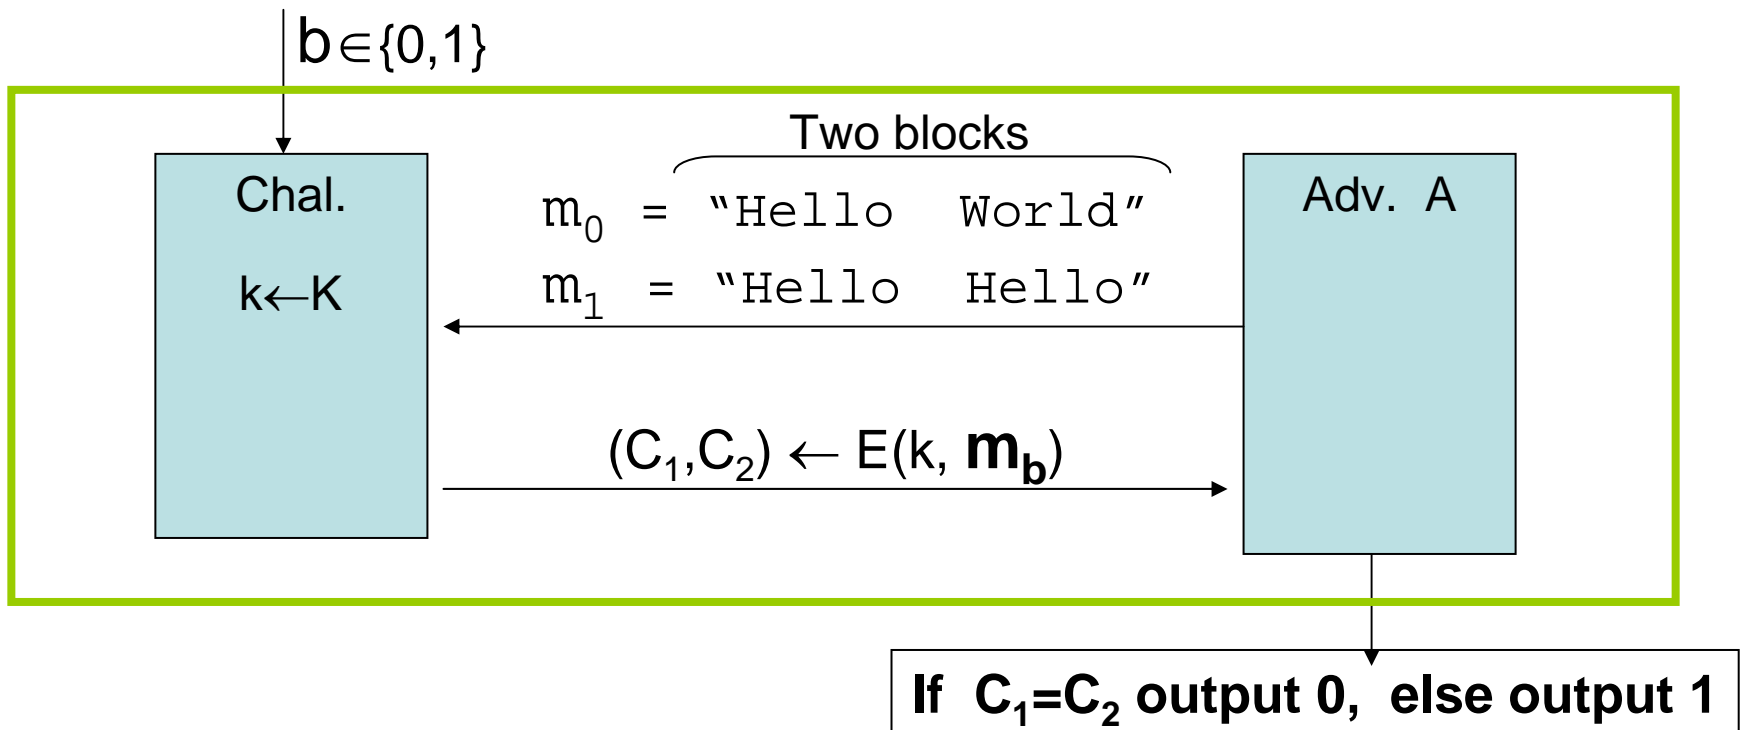 b∈{0,1}
Two blocks
Chal.
m₀ = “Hello World”
Adv. A
k←K
m₁ = “Hello Hello”
(C₁,C₂) ← E(k, m_b)
If C₁=C₂ output 0, else output 1